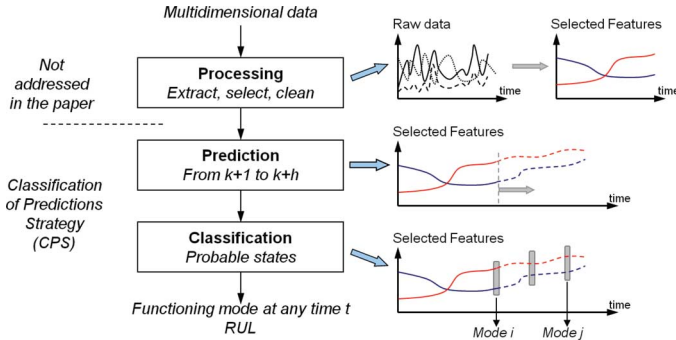 Multidimensional data
Not
addressed
in the paper
Processing
Extract, select, clean
Raw data
time
Selected Features
time
Classification
of Predictions
Strategy
(CPS)
Prediction
From k+1 to k+h
Selected Features
time
Classification
Probable states
Selected Features
time
Mode i
Mode j
Functioning mode at any time t
RUL